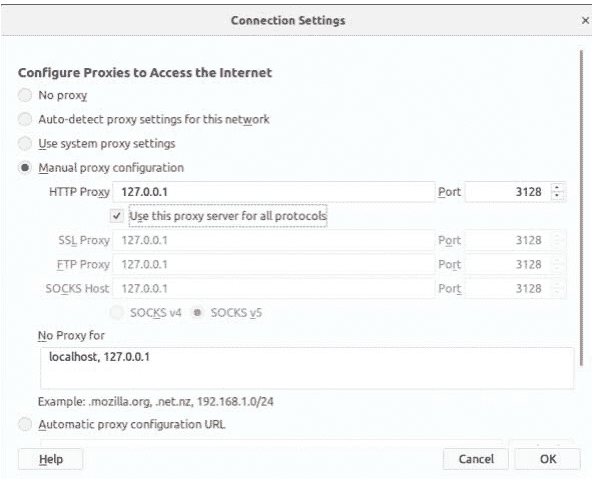 Connection Settings
Configure Proxies to Access the Internet
No proxy
Auto-detect proxy settings for this network
Use system proxy settings
Manual proxy configuration
HTTP Proxy 127.0.0.1 Port 3128
Use this proxy server for all protocols
SSL Proxy 127.0.0.1 Port 3128
FTP Proxy 127.0.0.1 Port 3128
SOCKS Host 127.0.0.1 Port 3128
SOCKS v4 SOCKS v5
No Proxy for
localhost, 127.0.0.1
Example: .mozilla.org, .net.nz, 192.168.1.0/24
Automatic proxy configuration URL
Help Cancel OK